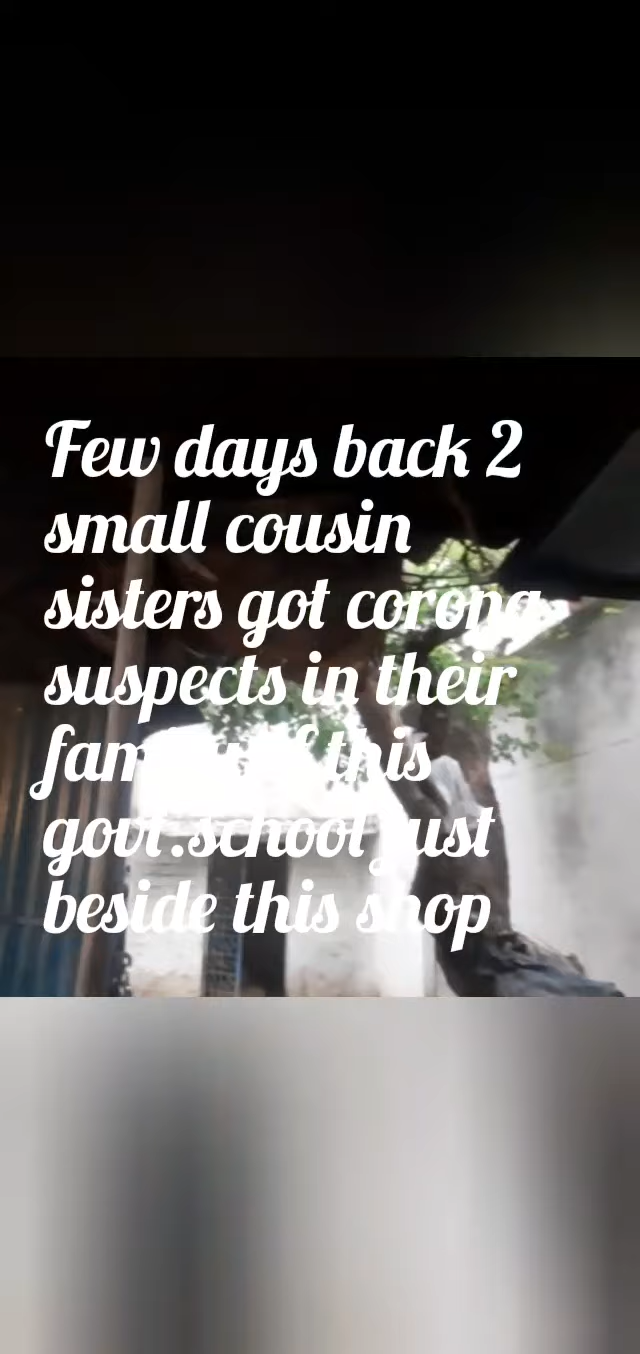 Few days back 2
small cousin
sisters got corona
suspects in their
this
govt.school just
beside this shop